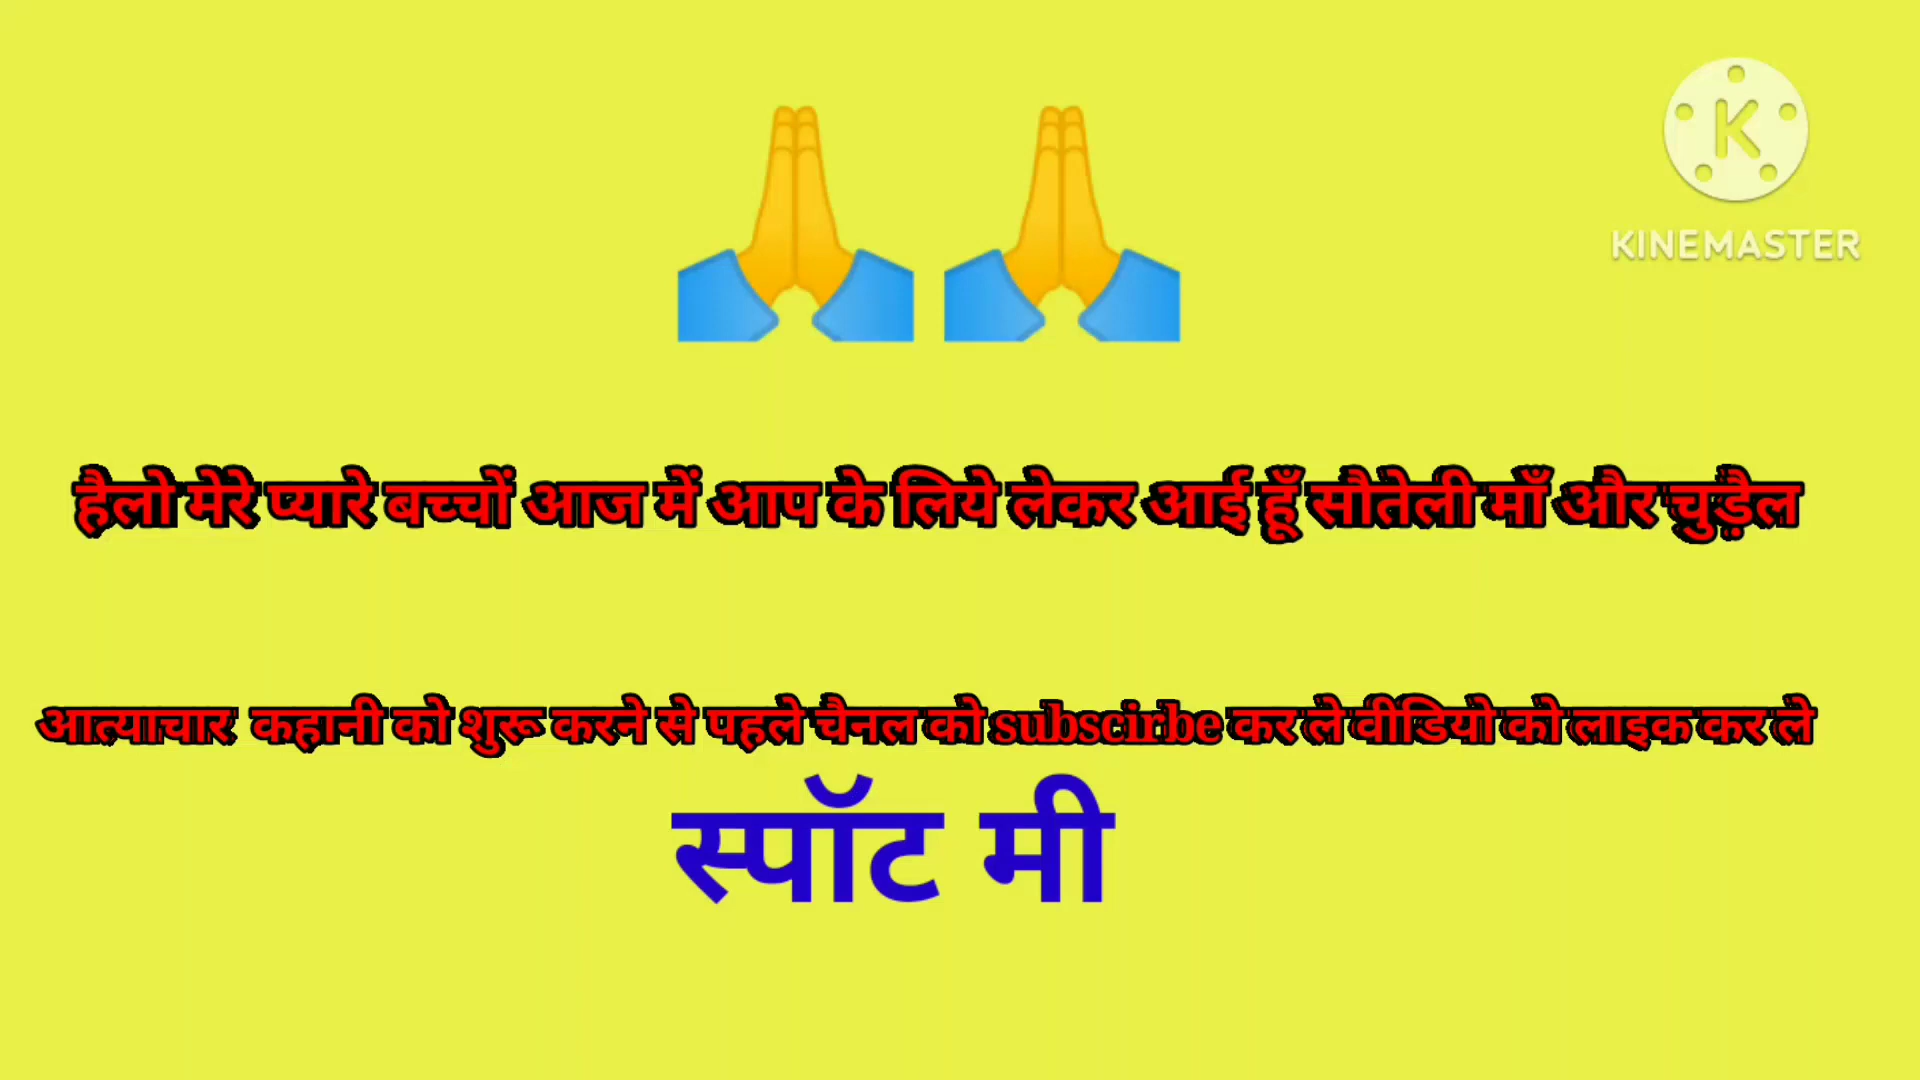 KINEMASTER
हैलो मेरे प्यारे बच्चों आज में आप के लिये लेकर आई हूँ सौतेली माँ और चुड़ैल
आत्याचार कहानी को शुरू करने से पहले चैनल को subscirbe कर ले वीडियो को लाइक कर ले
स्पॉट मी